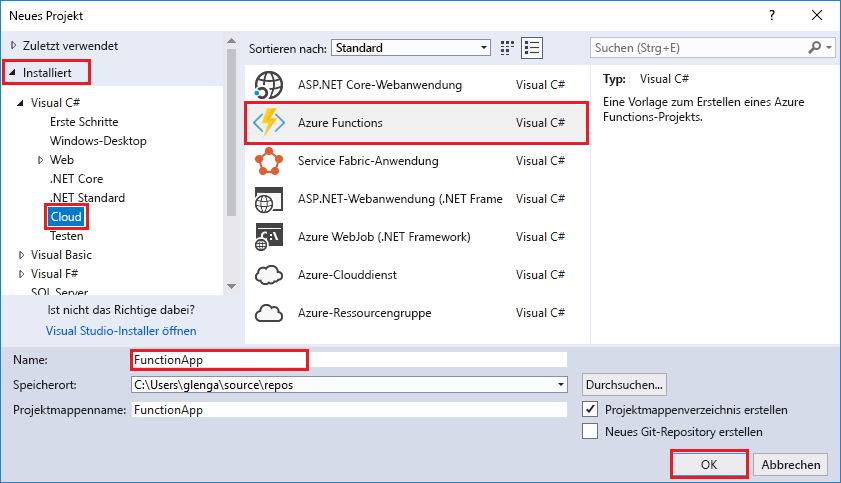 Neues Projekt
Zuletzt verwendet
Installiert
Visual C#
Erste Schritte
Windows-Desktop
Web
.NET Core
.NET Standard
Cloud
Testen
Visual Basic
Visual F#
SQL Server
Ist nicht das Richtige dabei?
Visual Studio-Installer öffnen
Sortieren nach: Standard
ASP.NET Core-Webanwendung Visual C#
Azure Functions Visual C#
Service Fabric-Anwendung Visual C#
ASP.NET-Webanwendung (.NET Frame Visual C#
Azure WebJob (.NET Framework) Visual C#
Azure-Clouddienst Visual C#
Azure-Ressourcengruppe Visual C#
Suchen (Strg+E)
Typ: Visual C#
Eine Vorlage zum Erstellen eines Azure
Functions-Projekts.
Name: FunctionApp
Speicherort: C:\Users\glenga\source\repos Durchsuchen...
Projektmappenname: FunctionApp
Projektmappenverzeichnis erstellen
Neues Git-Repository erstellen
OK Abbrechen